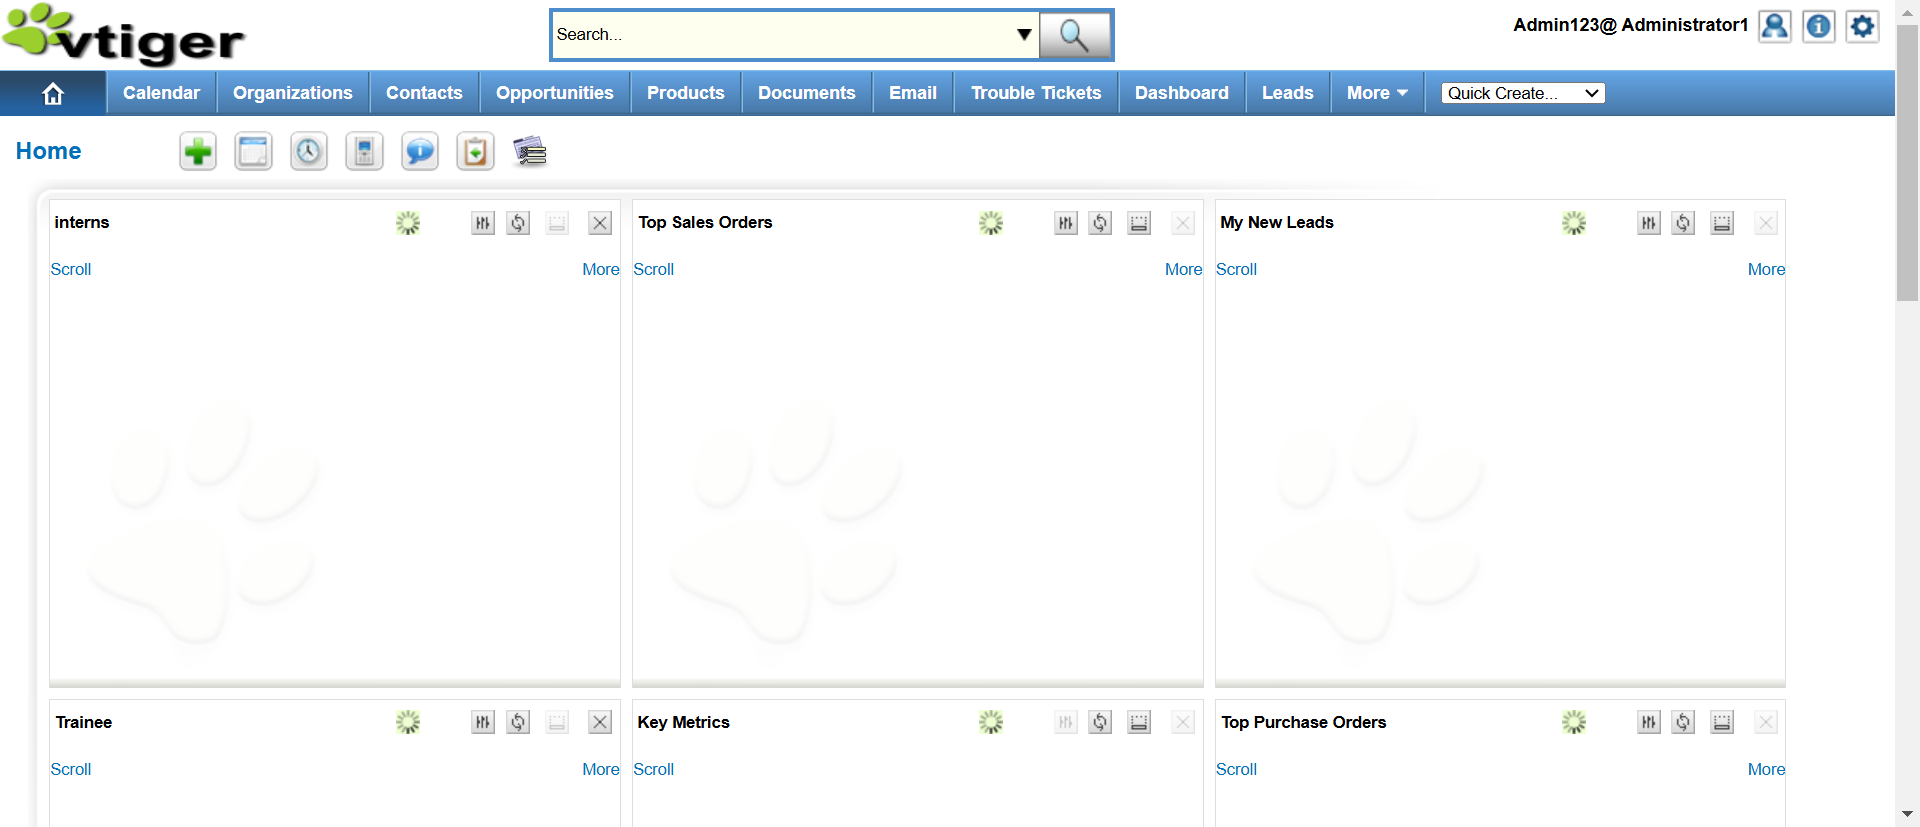 vtiger
Search...
Admin123@ Administrator1
Calendar Organizations Contacts Opportunities Products Documents Email Trouble Tickets Dashboard Leads More Quick Create...
Home
interns Top Sales Orders My New Leads
Scroll More Scroll More Scroll More
Trainee Key Metrics Top Purchase Orders
Scroll More Scroll Scroll More